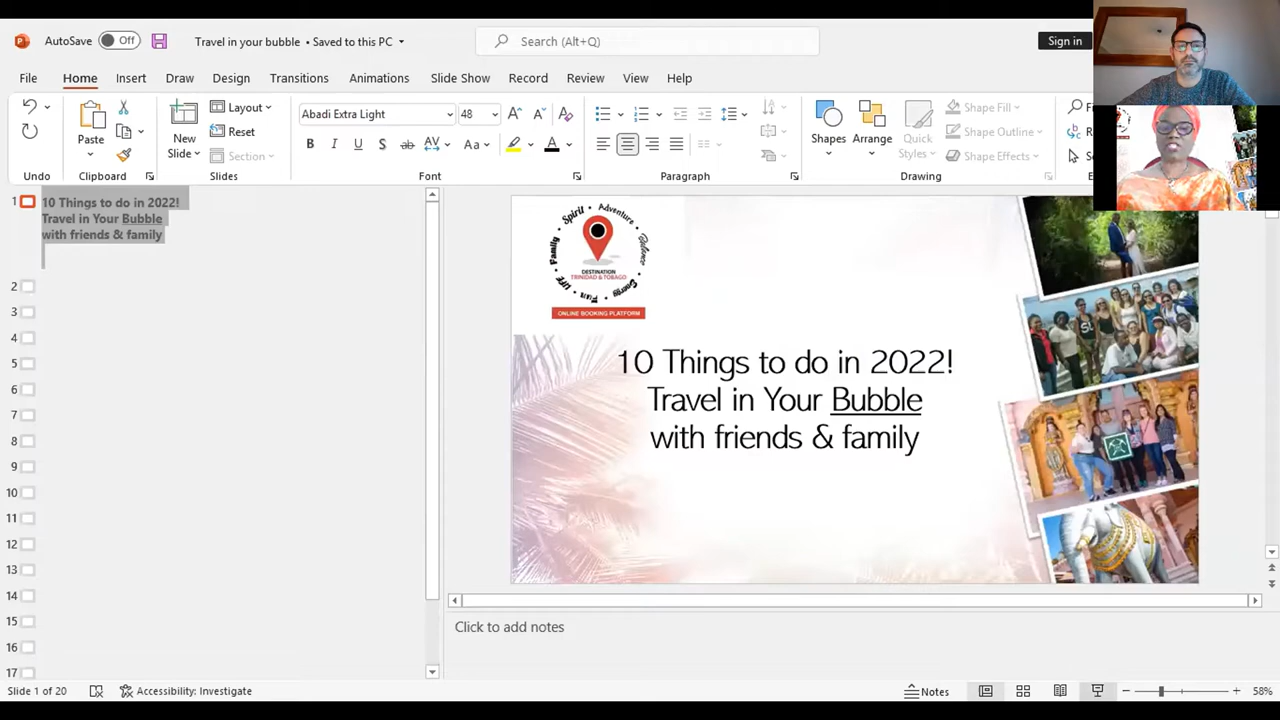 AutoSave Off Travel in your bubble • Saved to this PC Search (Alt+Q) Sign in
File Home Insert Draw Design Transitions Animations Slide Show Record Review View Help
Abadi Extra Light 48
Paste
New
Slide
Layout
Reset
Section
B I U S ab AV Aa A
Shapes
Arrange
Quick
Styles
Shape Fill
Shape Outline
Shape Effects
Undo Clipboard Slides Font Paragraph Drawing
1 10 Things to do in 2022!
Travel in Your Bubble
with friends & family
2
3
4
5
6
7
8
9
10
11
12
13
14
15
16
17
Spirit • Adventure
Family
LIFE • Fun • Energy
DESTINATION
TRINIDAD & TOBAGO
ONLINE BOOKING PLATFORM
10 Things to do in 2022!
Travel in Your Bubble
with friends & family
Click to add notes
Slide 1 of 20 Accessibility: Investigate Notes 58%